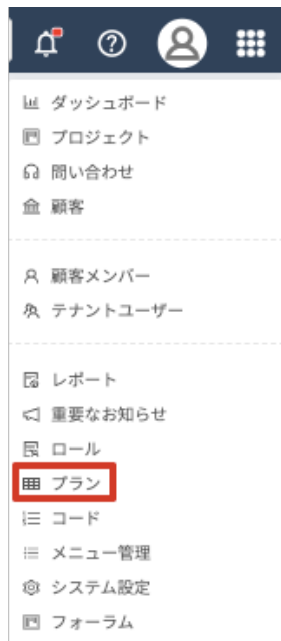 ダッシュボード
プロジェクト
問い合わせ
顧客
顧客メンバー
テナントユーザー
レポート
重要なお知らせ
ロール
プラン
コード
メニュー管理
システム設定
フォーラム